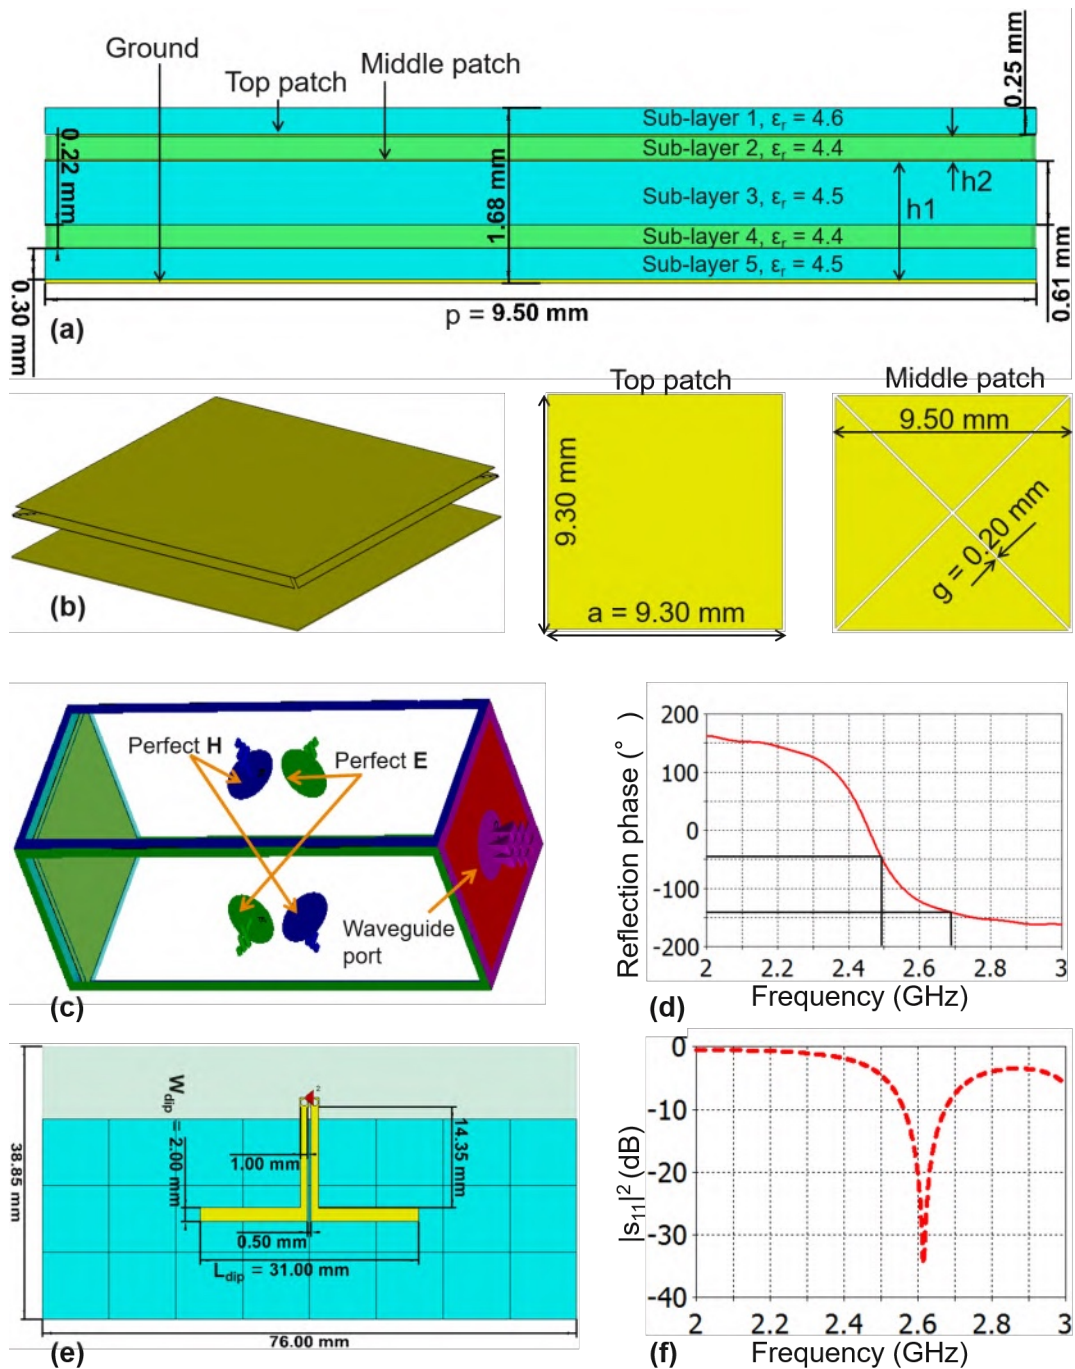 Ground
Top patch
Middle patch
0.25 mm
Sub-layer 1, εr = 4.6
Sub-layer 2, εr = 4.4
Sub-layer 3, εr = 4.5
Sub-layer 4, εr = 4.4
Sub-layer 5, εr = 4.5
0.22 mm
1.68 mm
h1
h2
0.61 mm
0.30 mm
p = 9.50 mm
(a)
Top patch
Middle patch
9.30 mm
a = 9.30 mm
9.50 mm
g = 0.20 mm
(b)
Perfect H
Perfect E
Waveguide
port
(c)
Reflection phase (°)
200
100
0
-100
-200
2
2.2
2.4
2.6
2.8
3
Frequency (GHz)
(d)
38.85 mm
Wdip = 2.00 mm
2
1.00 mm
14.35 mm
0.50 mm
Ldip = 31.00 mm
76.00 mm
(e)
|s11|² (dB)
0
-10
-20
-30
-40
2
2.2
2.4
2.6
2.8
3
Frequency (GHz)
(f)